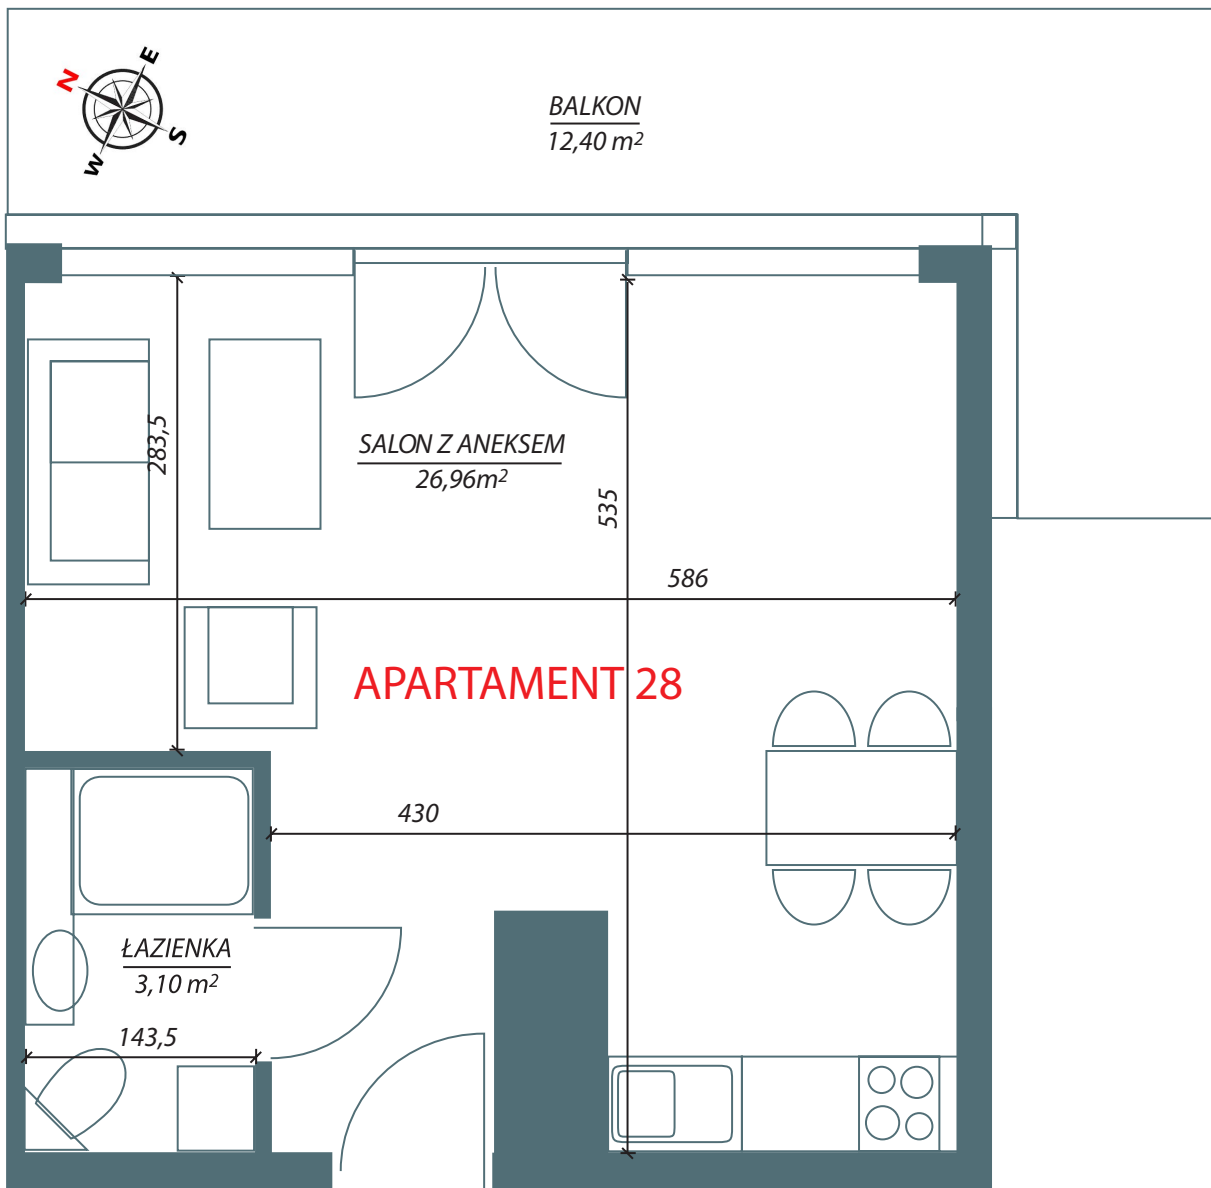 N
E
S
W
BALKON
12,40 m²
283,5
SALON Z ANEKSEM
26,96m²
535
586
APARTAMENT 28
430
ŁAZIENKA
3,10 m²
143,5